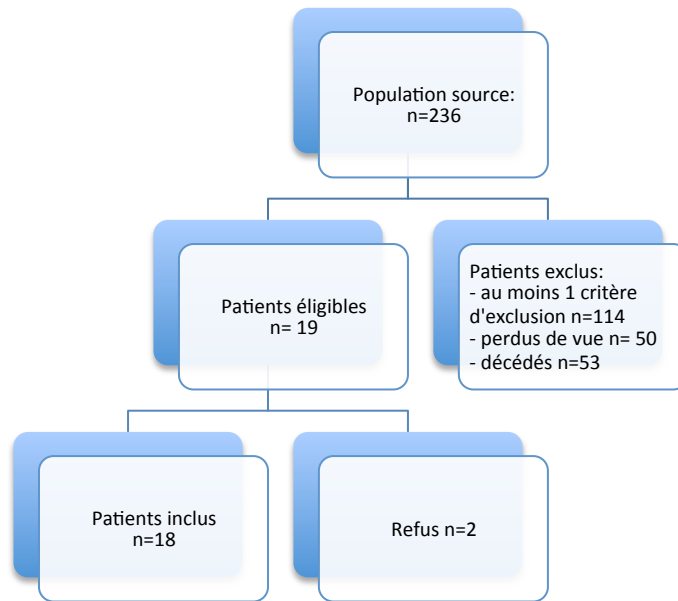 Population source:
n=236
Patients éligibles
n= 19
Patients exclus:
- au moins 1 critère
d'exclusion n=114
- perdus de vue n= 50
- décédés n=53
Patients inclus
n=18
Refus n=2